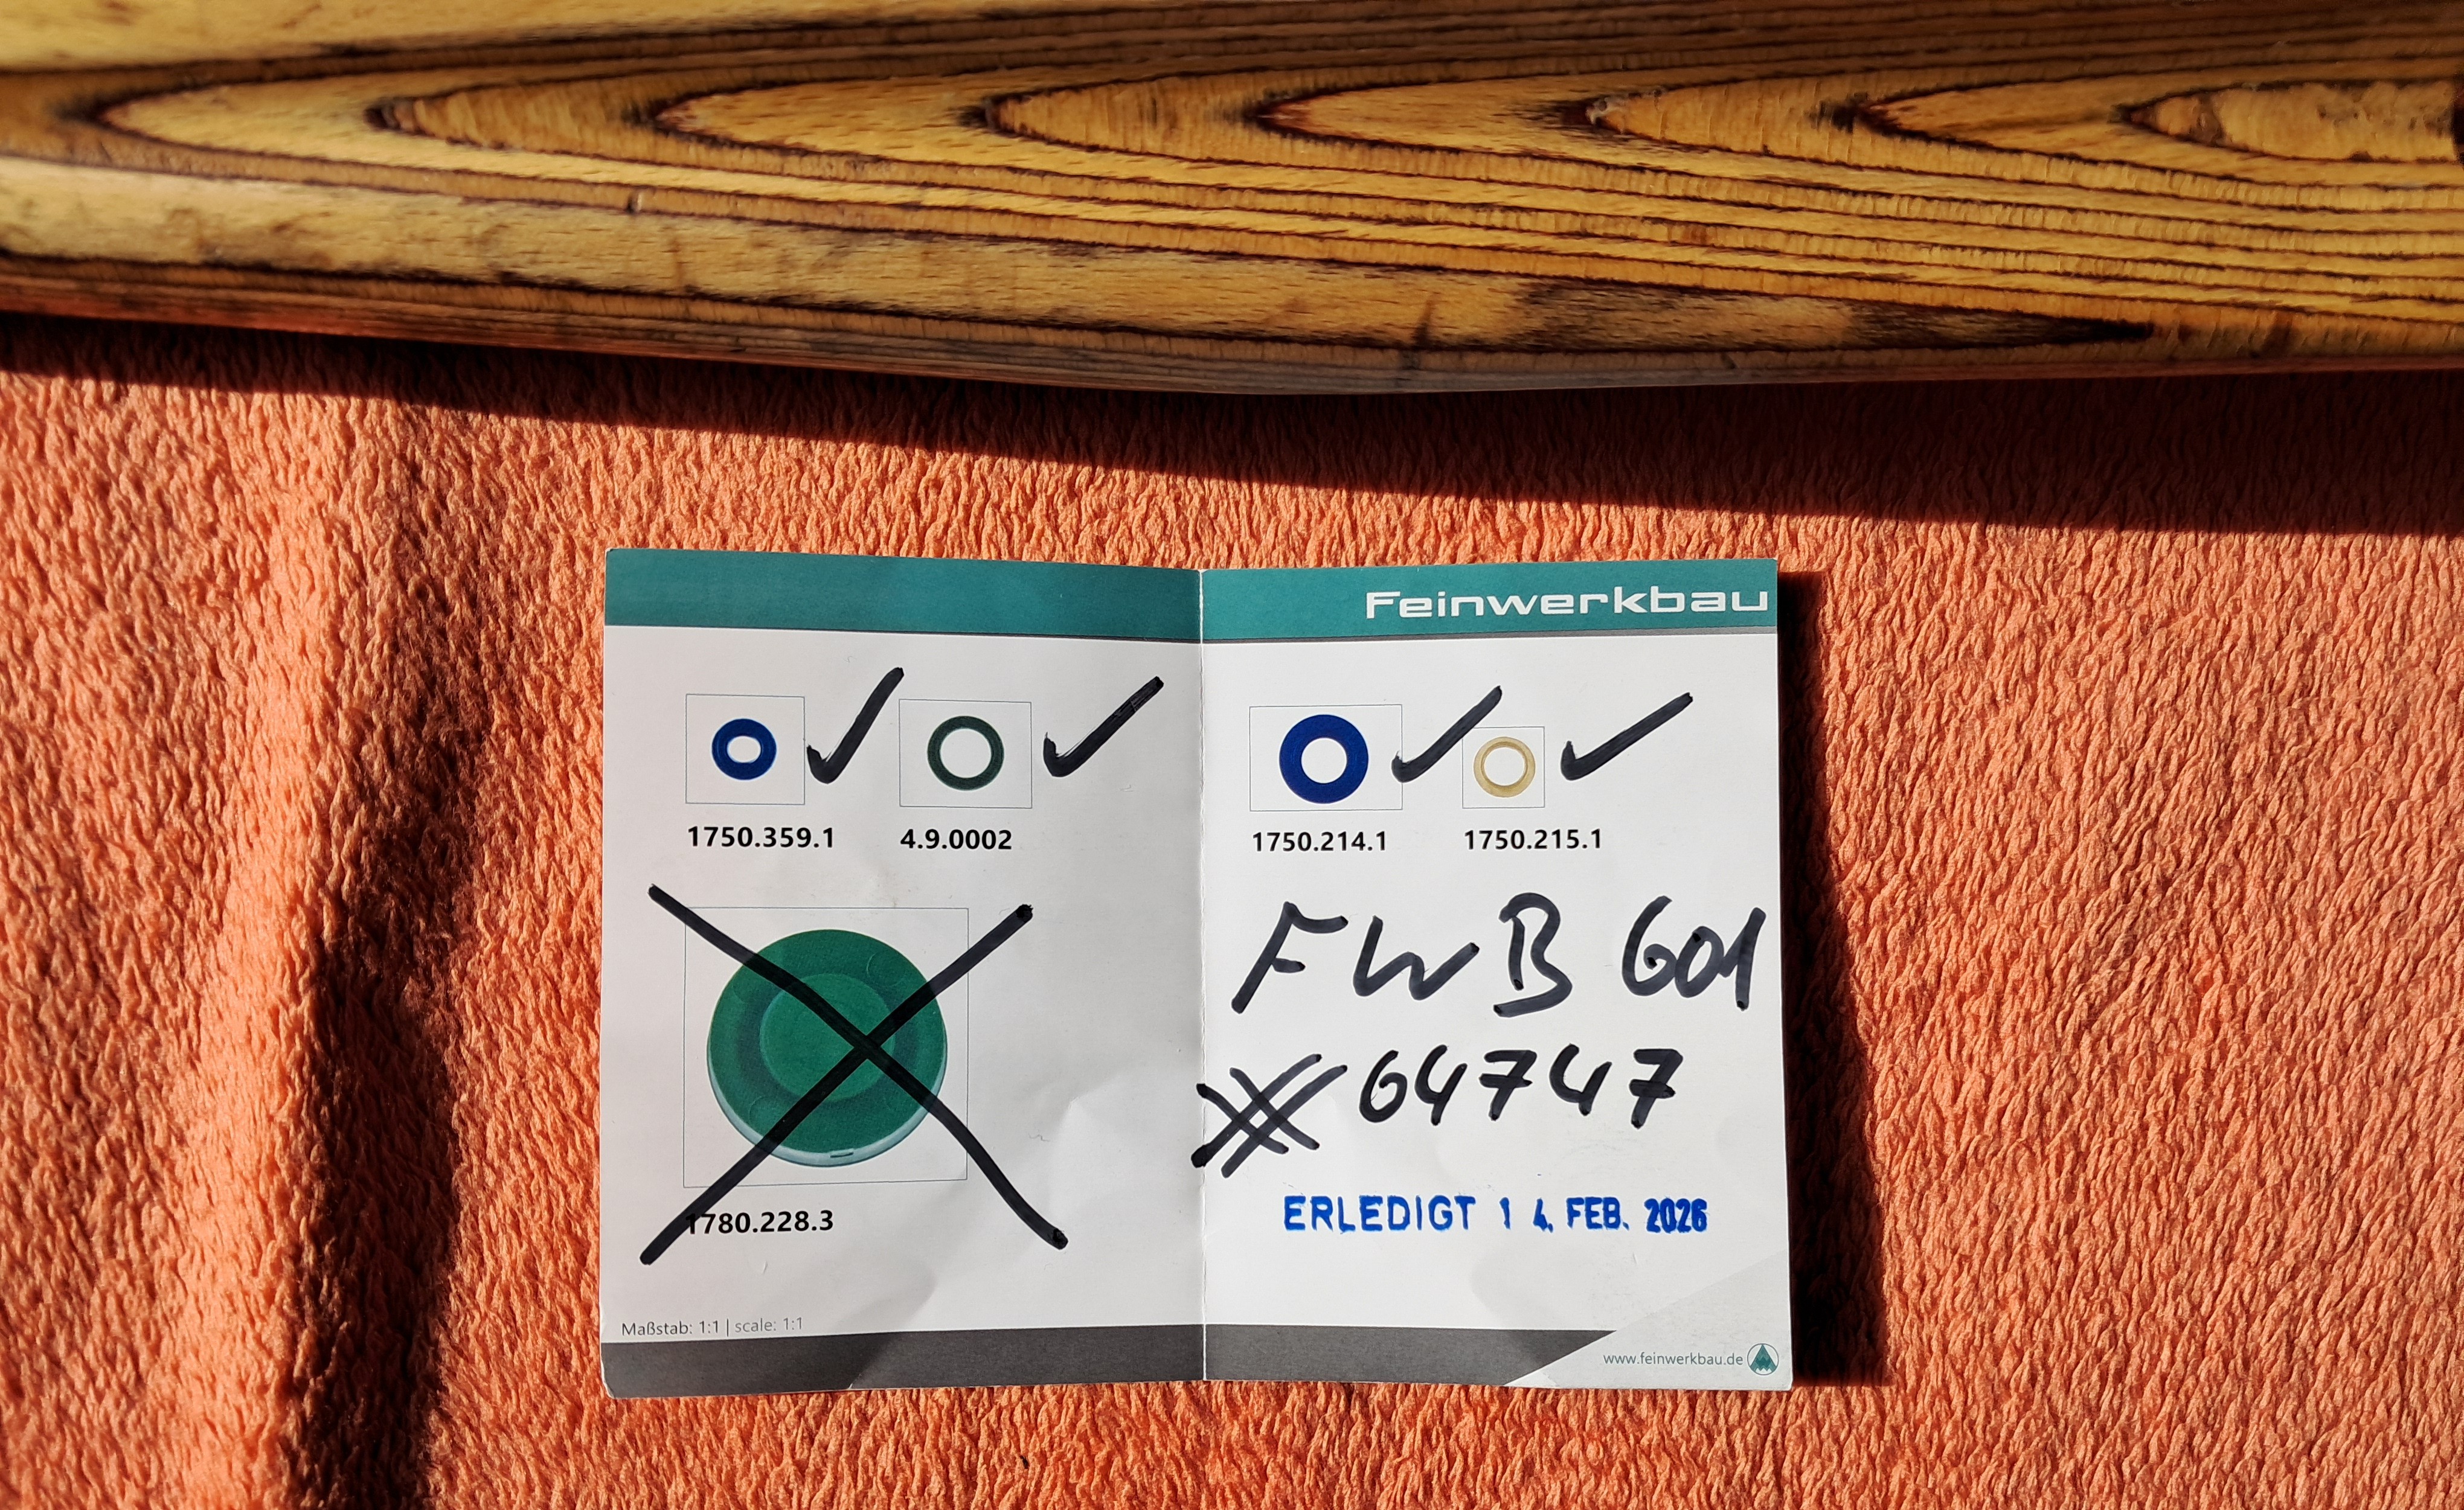 Feinwerkbau
1750.359.1
4.9.0002
1750.214.1
1750.215.1
1780.228.3
FWB 601
# 64747
ERLEDIGT 14. FEB. 2026
Maßstab: 1:1 | scale: 1:1
www.feinwerkbau.de